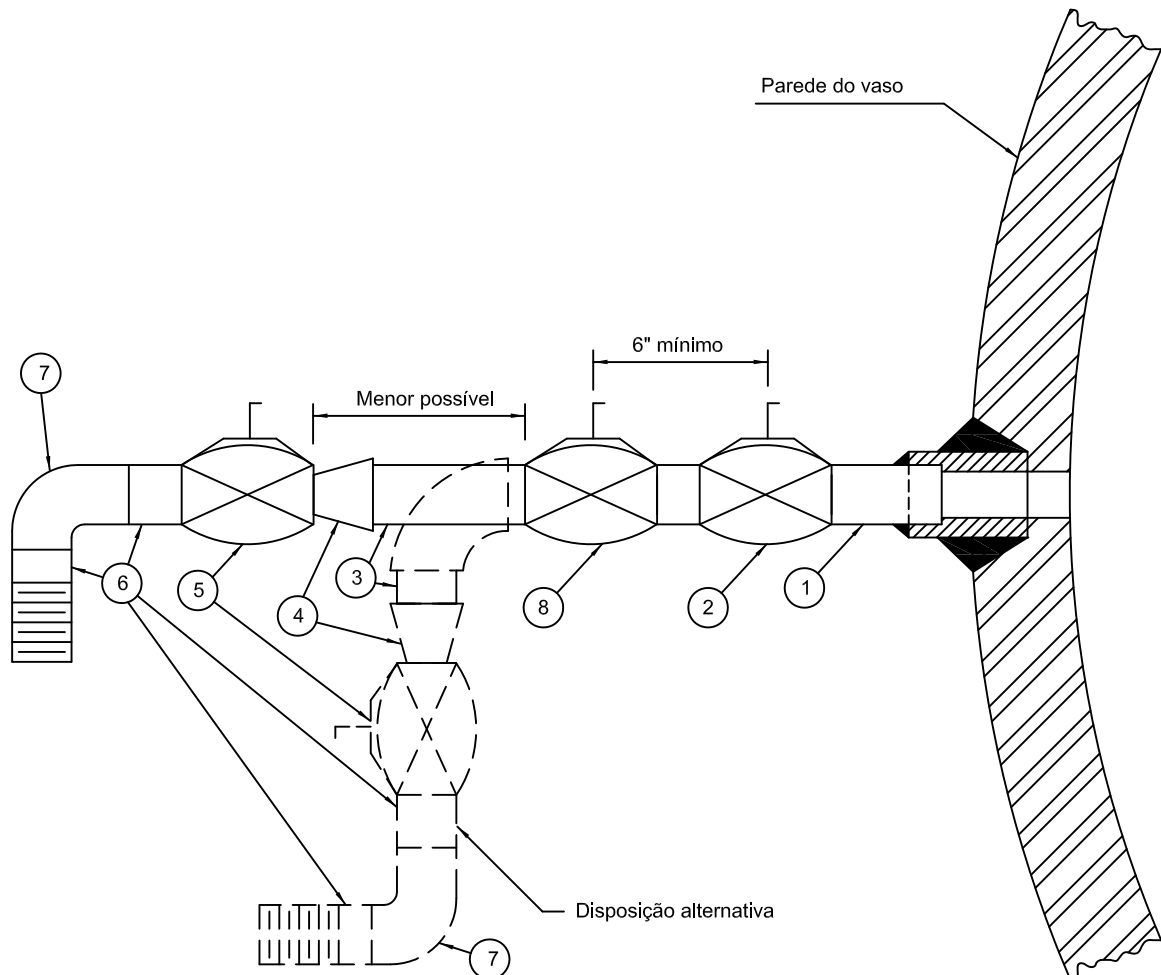 Parede do vaso
6" mínimo
7
Menor possível
6
5
4
3
8
2
1
Disposição alternativa
7